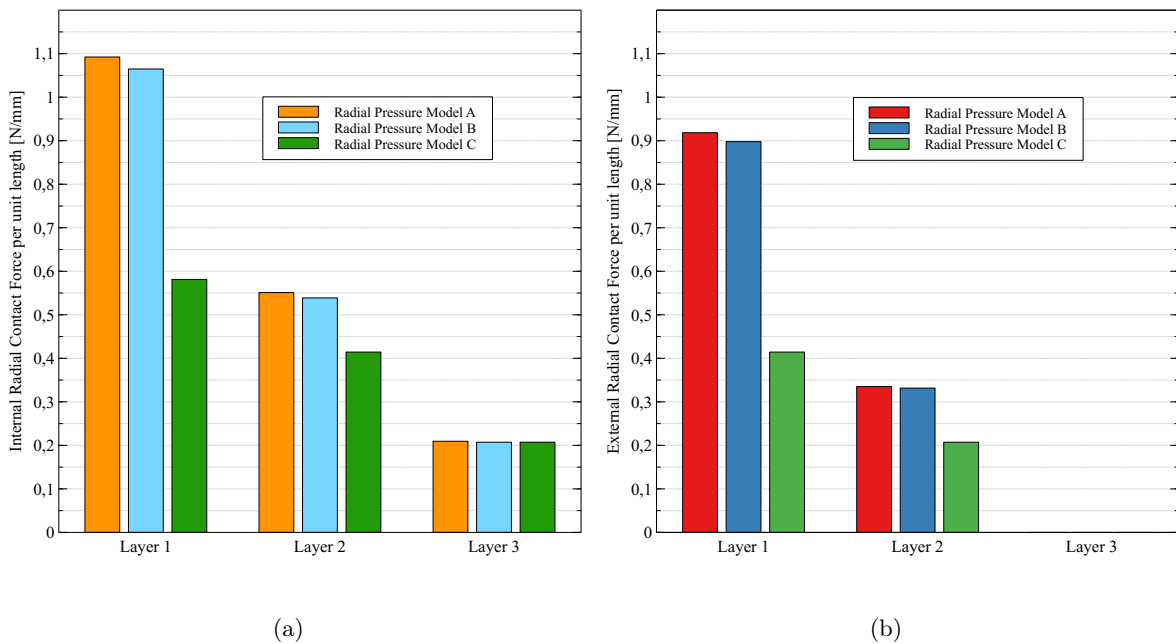 Internal Radial Contact Force per unit length [N/mm]
1,1
1
0,9
0,8
0,7
0,6
0,5
0,4
0,3
0,2
0,1
0
Radial Pressure Model A
Radial Pressure Model B
Radial Pressure Model C
Layer 1
Layer 2
Layer 3
(a)
External Radial Contact Force per unit length [N/mm]
1,1
1
0,9
0,8
0,7
0,6
0,5
0,4
0,3
0,2
0,1
0
Radial Pressure Model A
Radial Pressure Model B
Radial Pressure Model C
Layer 1
Layer 2
Layer 3
(b)